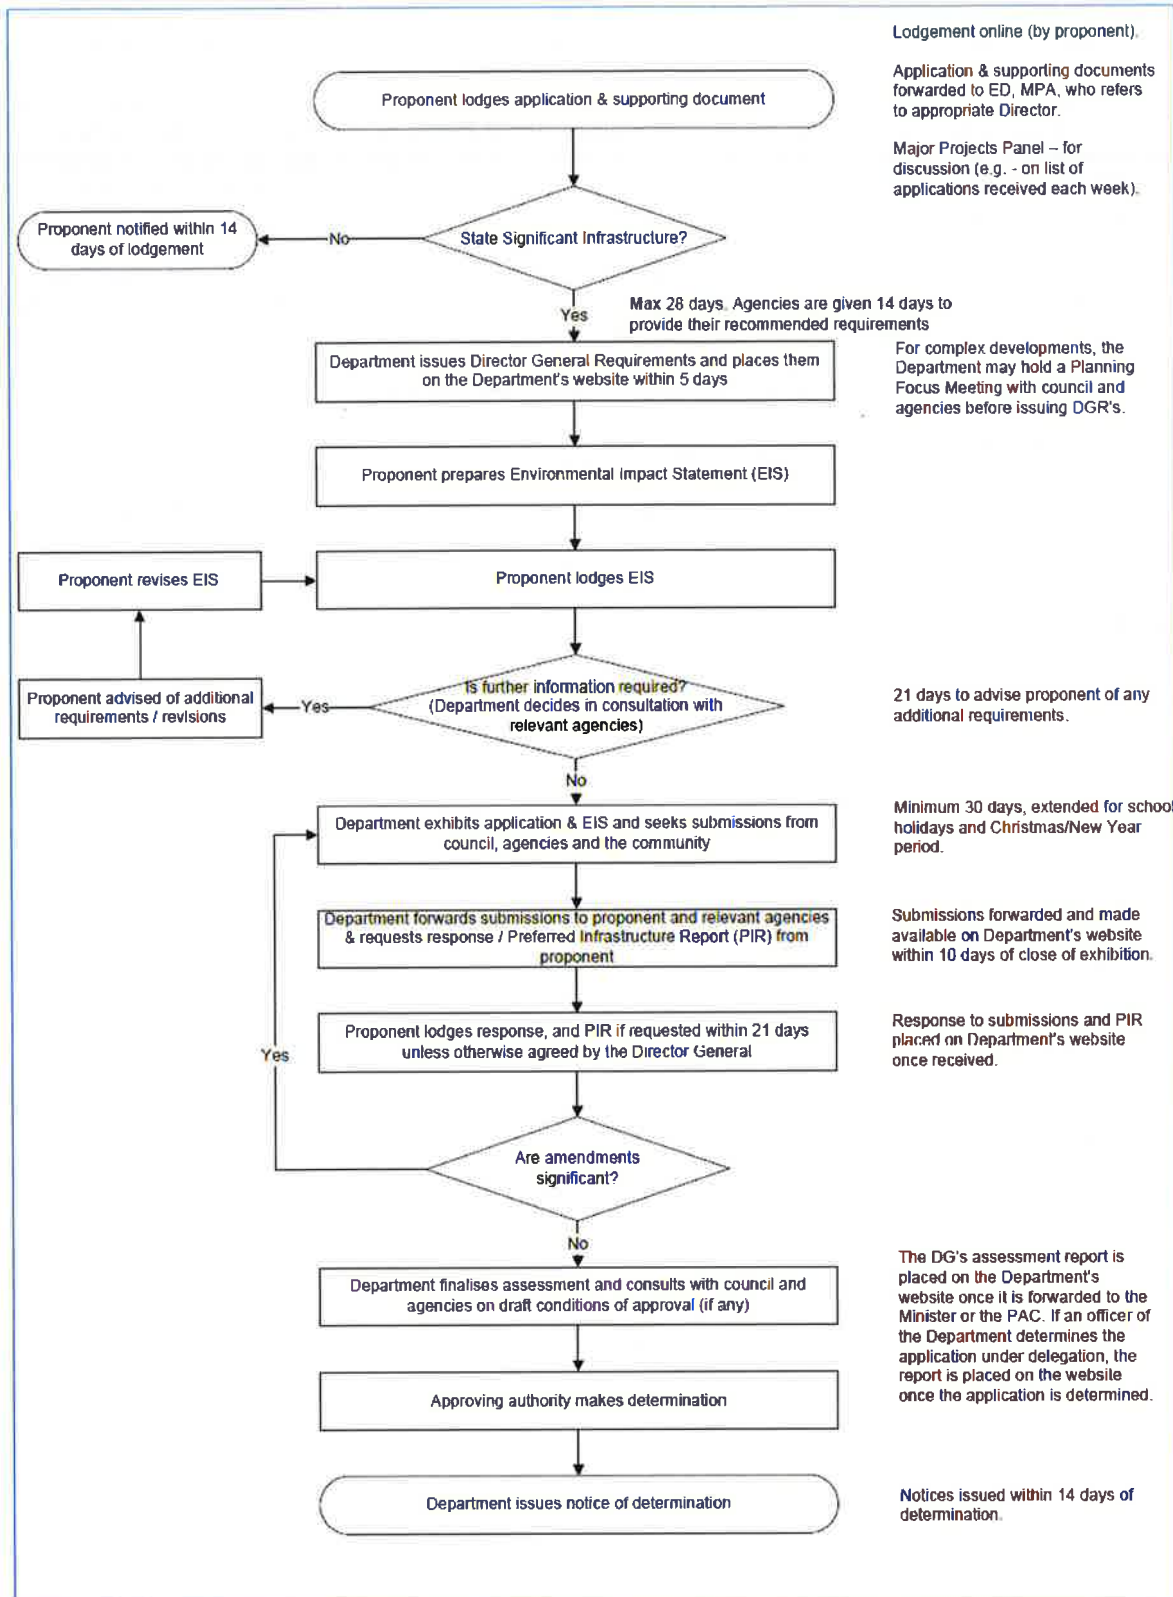 Lodgement online (by proponent).
Proponent lodges application & supporting document
Application & supporting documents
forwarded to ED, MPA, who refers
to appropriate Director.
Major Projects Panel – for
discussion (e.g. - on list of
applications received each week).
State Significant Infrastructure?
No
Proponent notified within 14
days of lodgement
Yes
Max 28 days. Agencies are given 14 days to
provide their recommended requirements
Department issues Director General Requirements and places them
on the Department's website within 5 days
For complex developments, the
Department may hold a Planning
Focus Meeting with council and
agencies before issuing DGR's.
Proponent prepares Environmental Impact Statement (EIS)
Proponent revises EIS
Proponent lodges EIS
Is further information required?
(Department decides in consultation with
relevant agencies)
Yes
Proponent advised of additional
requirements / revisions
21 days to advise proponent of any
additional requirements.
No
Department exhibits application & EIS and seeks submissions from
council, agencies and the community
Minimum 30 days, extended for school
holidays and Christmas/New Year
period.
Department forwards submissions to proponent and relevant agencies
& requests response / Preferred Infrastructure Report (PIR) from
proponent
Submissions forwarded and made
available on Department's website
within 10 days of close of exhibition.
Proponent lodges response, and PIR if requested within 21 days
unless otherwise agreed by the Director General
Response to submissions and PIR
placed on Department's website
once received.
Yes
Are amendments
significant?
No
Department finalises assessment and consults with council and
agencies on draft conditions of approval (if any)
The DG's assessment report is
placed on the Department's
website once it is forwarded to the
Minister or the PAC. If an officer of
the Department determines the
application under delegation, the
report is placed on the website
once the application is determined.
Approving authority makes determination
Department issues notice of determination
Notices issued within 14 days of
determination.